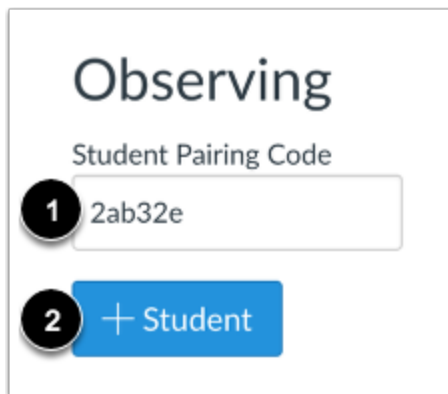 Observing
Student Pairing Code
1 2ab32e
2 + Student